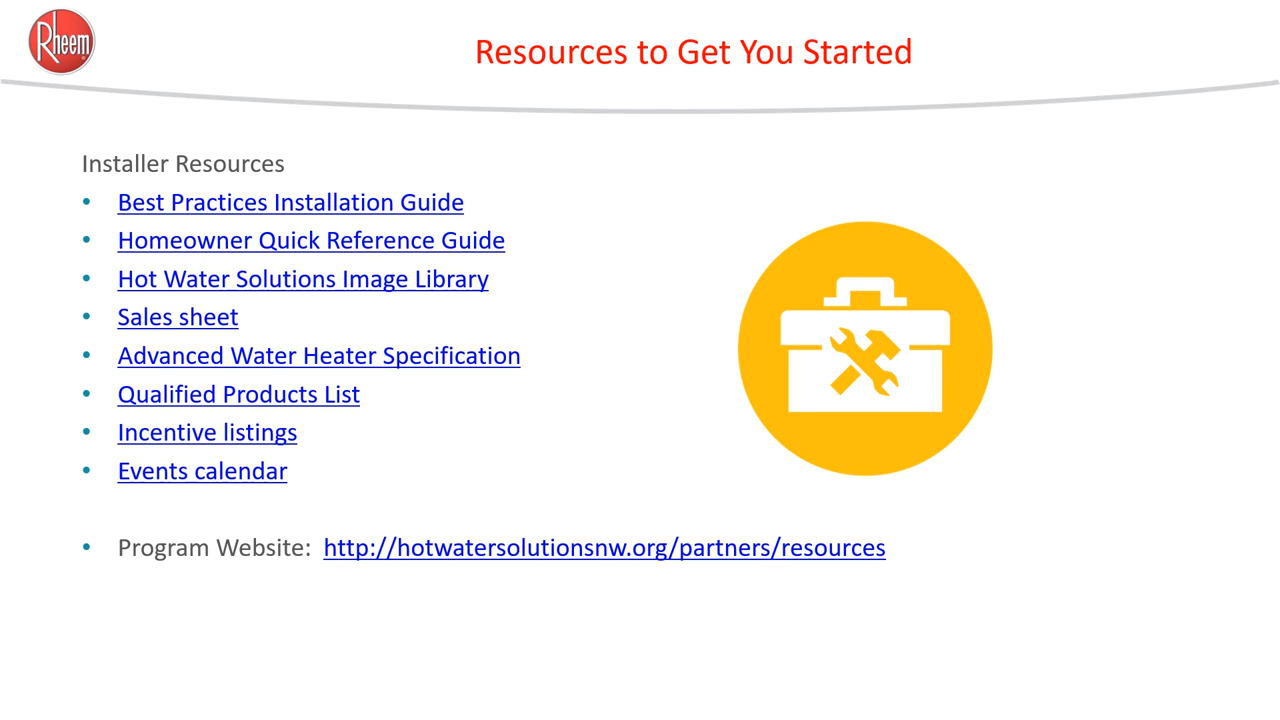 Rheem
Resources to Get You Started
Installer Resources
• Best Practices Installation Guide
• Homeowner Quick Reference Guide
• Hot Water Solutions Image Library
• Sales sheet
• Advanced Water Heater Specification
• Qualified Products List
• Incentive listings
• Events calendar
• Program Website: http://hotwatersolutionsnw.org/partners/resources